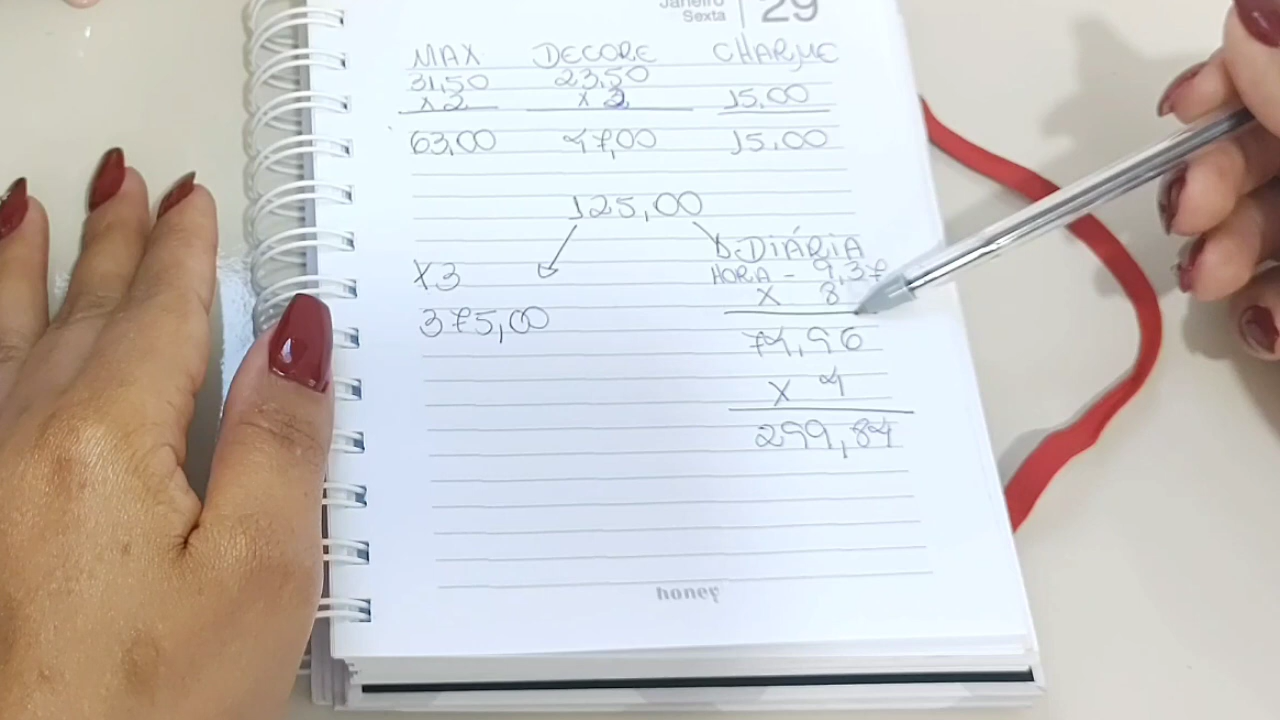 Janeiro
Sexta
29
MAX DECORE CHARME
31,50 23,50
x 2 x 2 15,00
63,00 47,00 15,00
125,00
DIÁRIA
X3 HORA - 9,37
x 8
375,00
74,96
x 4
299,84
honey